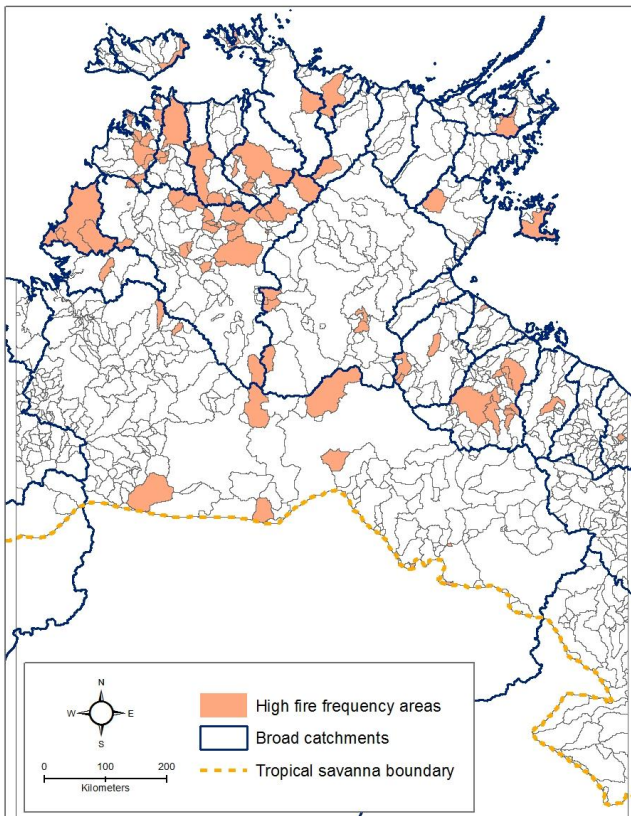 N
W E
S
0 100 200
Kilometers
High fire frequency areas
Broad catchments
Tropical savanna boundary